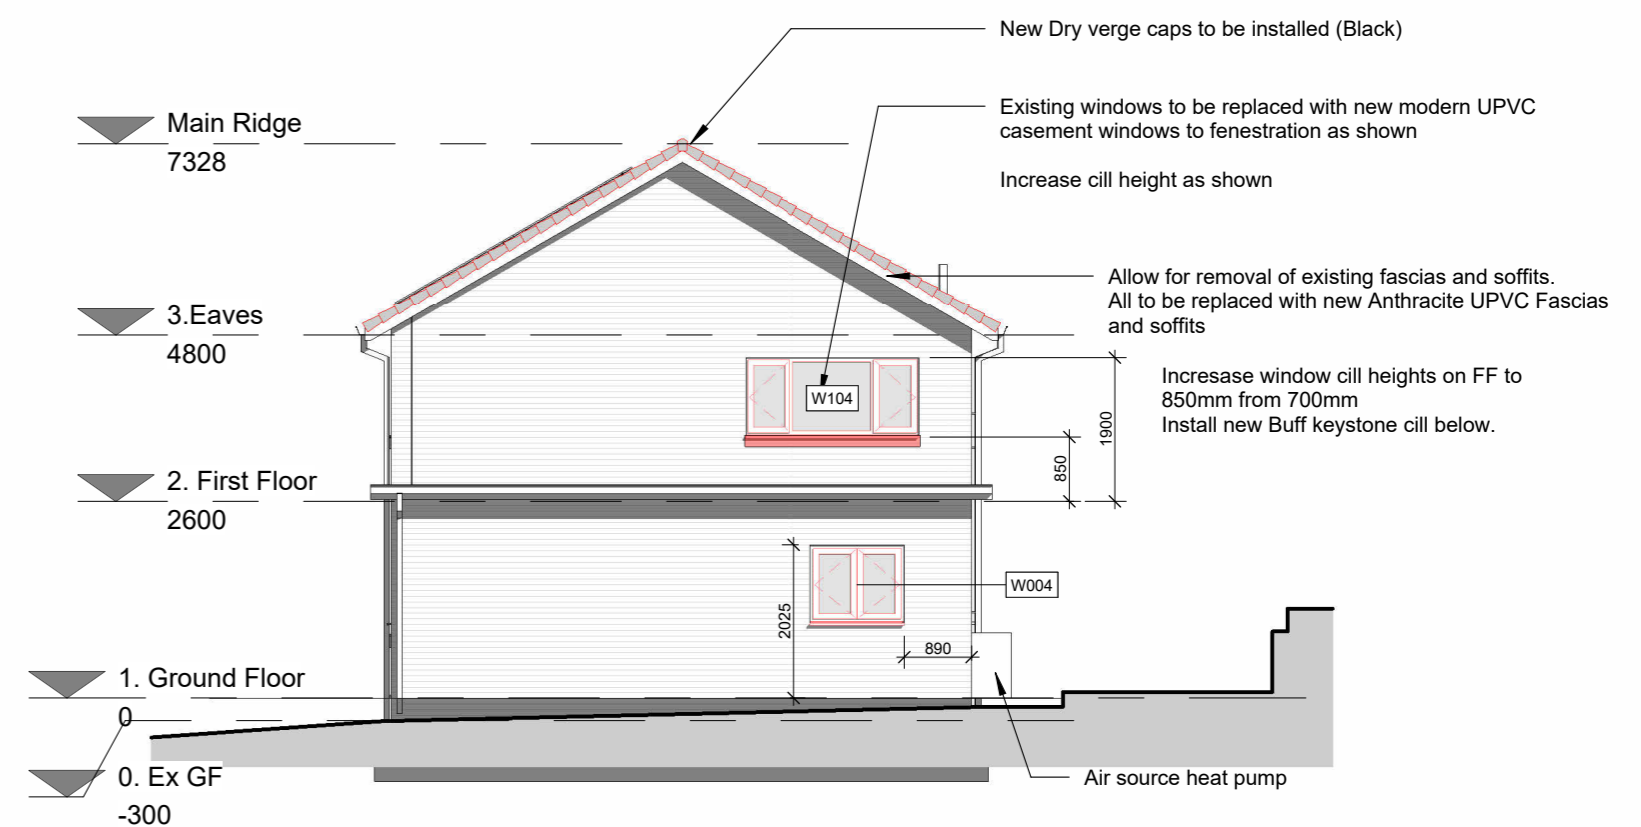 New Dry verge caps to be installed (Black)
Existing windows to be replaced with new modern UPVC
casement windows to fenestration as shown
Increase cill height as shown
Main Ridge
7328
Allow for removal of existing fascias and soffits.
All to be replaced with new Anthracite UPVC Fascias
and soffits
3.Eaves
4800
Incresase window cill heights on FF to
850mm from 700mm
Install new Buff keystone cill below.
W104
1900
850
2. First Floor
2600
W004
2025
890
1. Ground Floor
0
0. Ex GF
-300
Air source heat pump